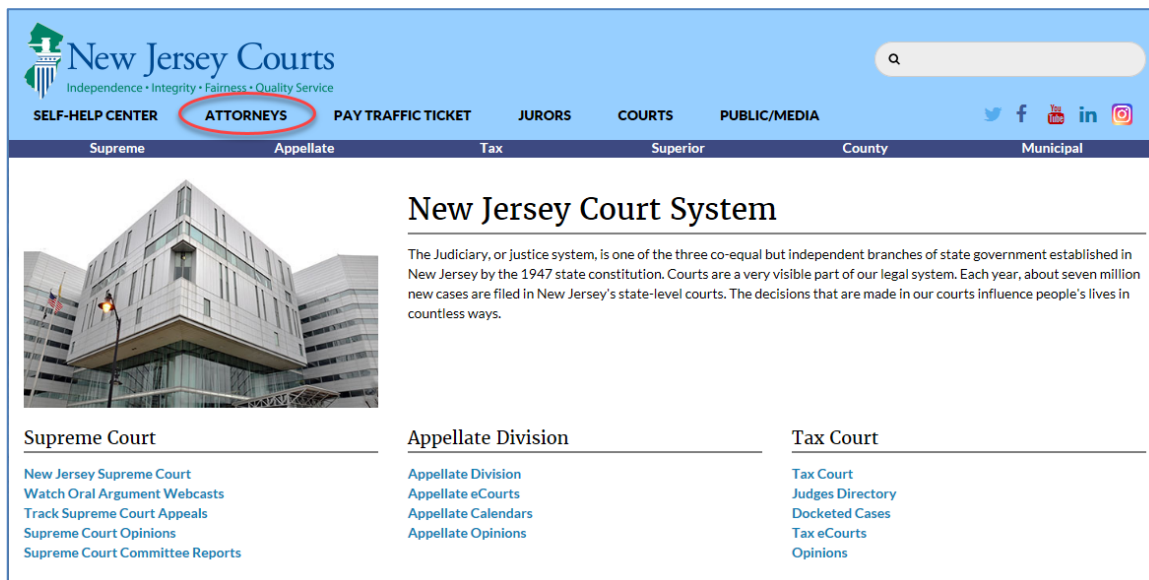 New Jersey Courts
Independence • Integrity • Fairness • Quality Service
SELF-HELP CENTER ATTORNEYS PAY TRAFFIC TICKET JURORS COURTS PUBLIC/MEDIA
You
Tube
Supreme Appellate Tax Superior County Municipal
New Jersey Court System
The Judiciary, or justice system, is one of the three co-equal but independent branches of state government established in
New Jersey by the 1947 state constitution. Courts are a very visible part of our legal system. Each year, about seven million
new cases are filed in New Jersey's state-level courts. The decisions that are made in our courts influence people's lives in
countless ways.
Supreme Court
New Jersey Supreme Court
Watch Oral Argument Webcasts
Track Supreme Court Appeals
Supreme Court Opinions
Supreme Court Committee Reports
Appellate Division
Appellate Division
Appellate eCourts
Appellate Calendars
Appellate Opinions
Tax Court
Tax Court
Judges Directory
Docketed Cases
Tax eCourts
Opinions